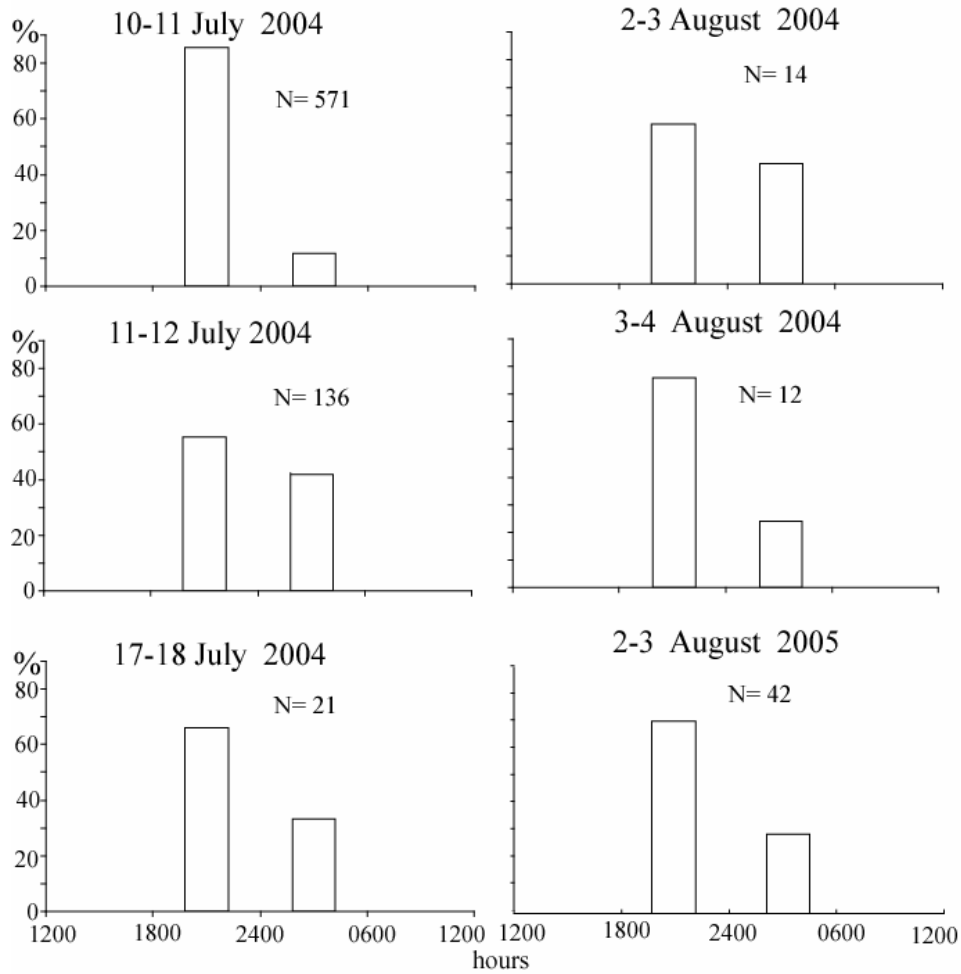 % 10-11 July 2004
N= 571
80
60
40
20
0
2-3 August 2004
N= 14
% 11-12 July 2004
N= 136
80
60
40
20
0
3-4 August 2004
N= 12
% 17-18 July 2004
N= 21
80
60
40
20
0
1200 1800 2400 0600 1200
2-3 August 2005
N= 42
1200 1800 2400 0600 1200
hours